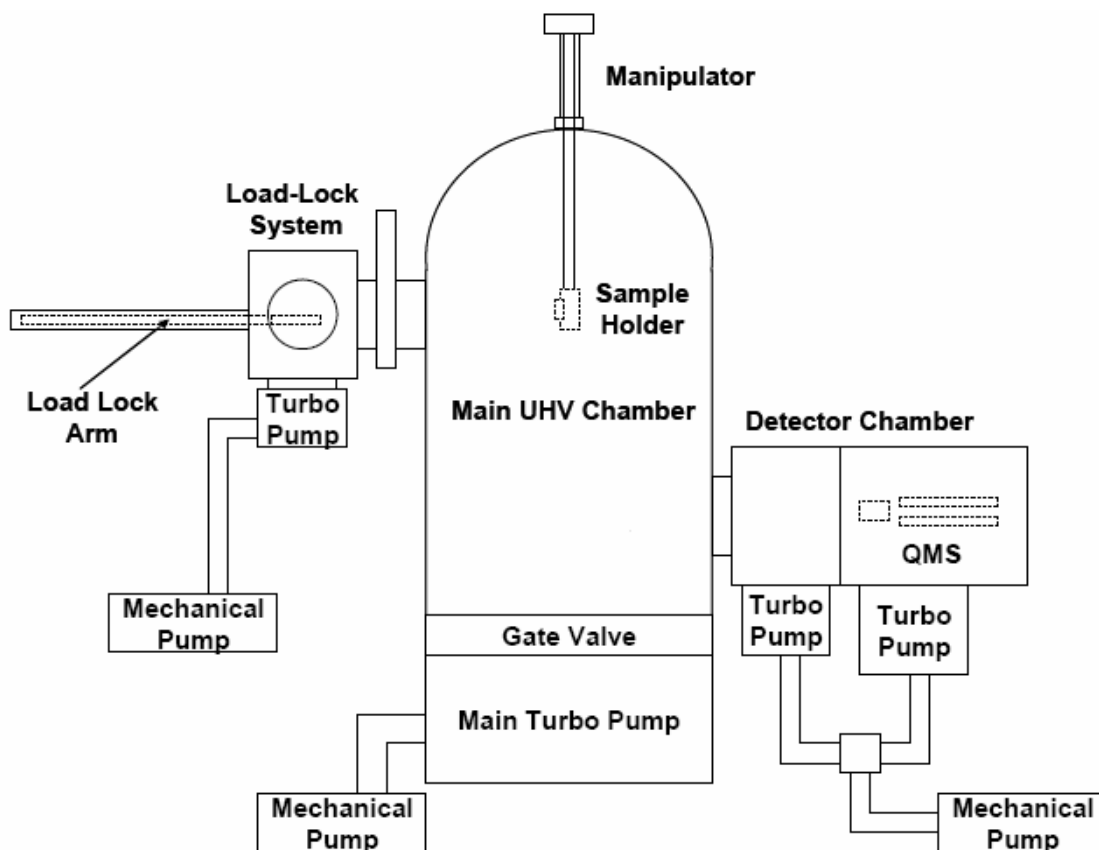 Manipulator
Load-Lock
System
Sample
Holder
Load Lock
Arm
Turbo
Pump
Main UHV Chamber
Detector Chamber
QMS
Mechanical
Pump
Gate Valve
Turbo
Pump
Turbo
Pump
Main Turbo Pump
Mechanical
Pump
Mechanical
Pump